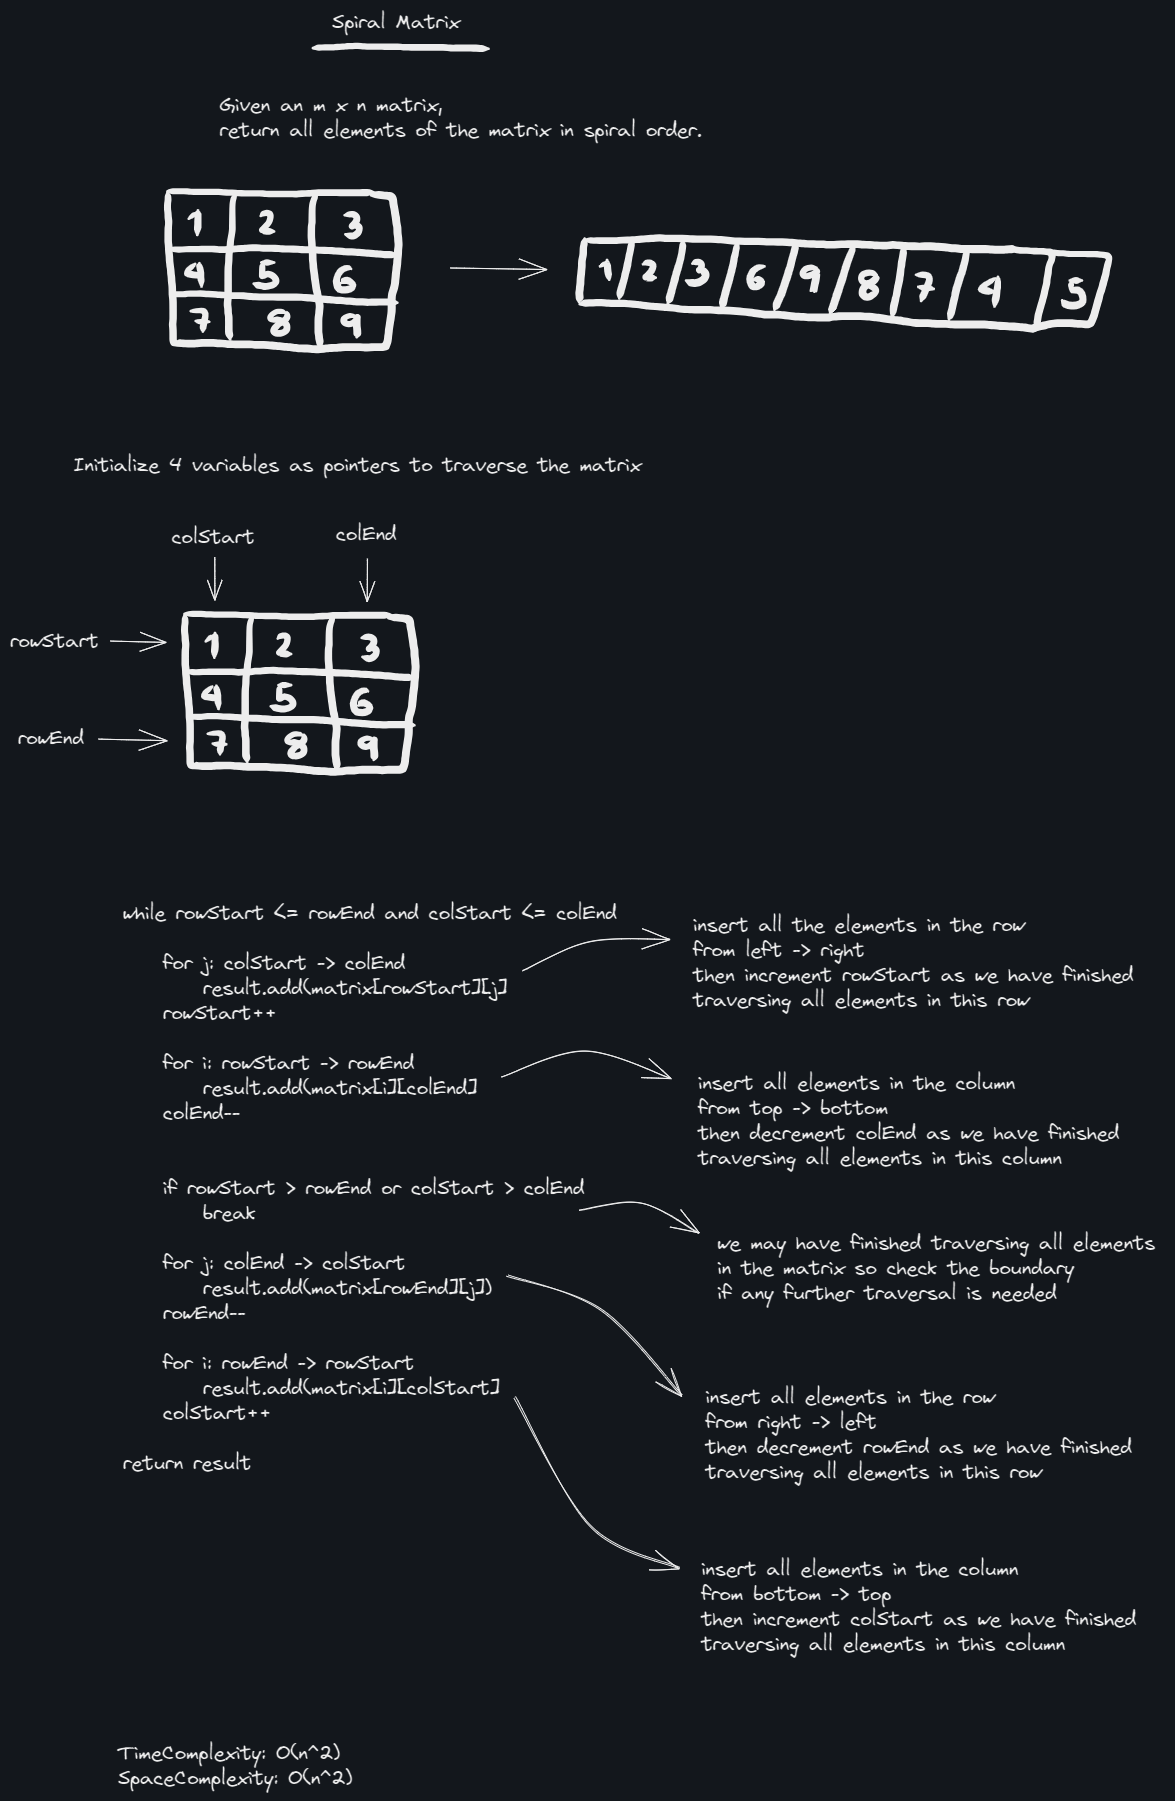 Spiral Matrix
Given an m x n matrix,
return all elements of the matrix in spiral order.
1 2 3
4 5 6
7 8 9
1 2 3 6 9 8 7 4 5
Initialize 4 variables as pointers to traverse the matrix
colStart colEnd
rowStart 1 2 3
4 5 6
rowEnd 7 8 9
while rowStart <= rowEnd and colStart <= colEnd
for j: colStart -> colEnd
result.add(matrix[rowStart][j]
rowStart++
insert all the elements in the row
from left -> right
then increment rowStart as we have finished
traversing all elements in this row
for i: rowStart -> rowEnd
result.add(matrix[i][colEnd]
colEnd--
insert all elements in the column
from top -> bottom
then decrement colEnd as we have finished
traversing all elements in this column
if rowStart > rowEnd or colStart > colEnd
break
we may have finished traversing all elements
in the matrix so check the boundary
if any further traversal is needed
for j: colEnd -> colStart
result.add(matrix[rowEnd][j])
rowEnd--
insert all elements in the row
from right -> left
then decrement rowEnd as we have finished
traversing all elements in this row
for i: rowEnd -> rowStart
result.add(matrix[i][colStart]
colStart++
insert all elements in the column
from bottom -> top
then increment colStart as we have finished
traversing all elements in this column
return result
TimeComplexity: O(n^2)
SpaceComplexity: O(n^2)